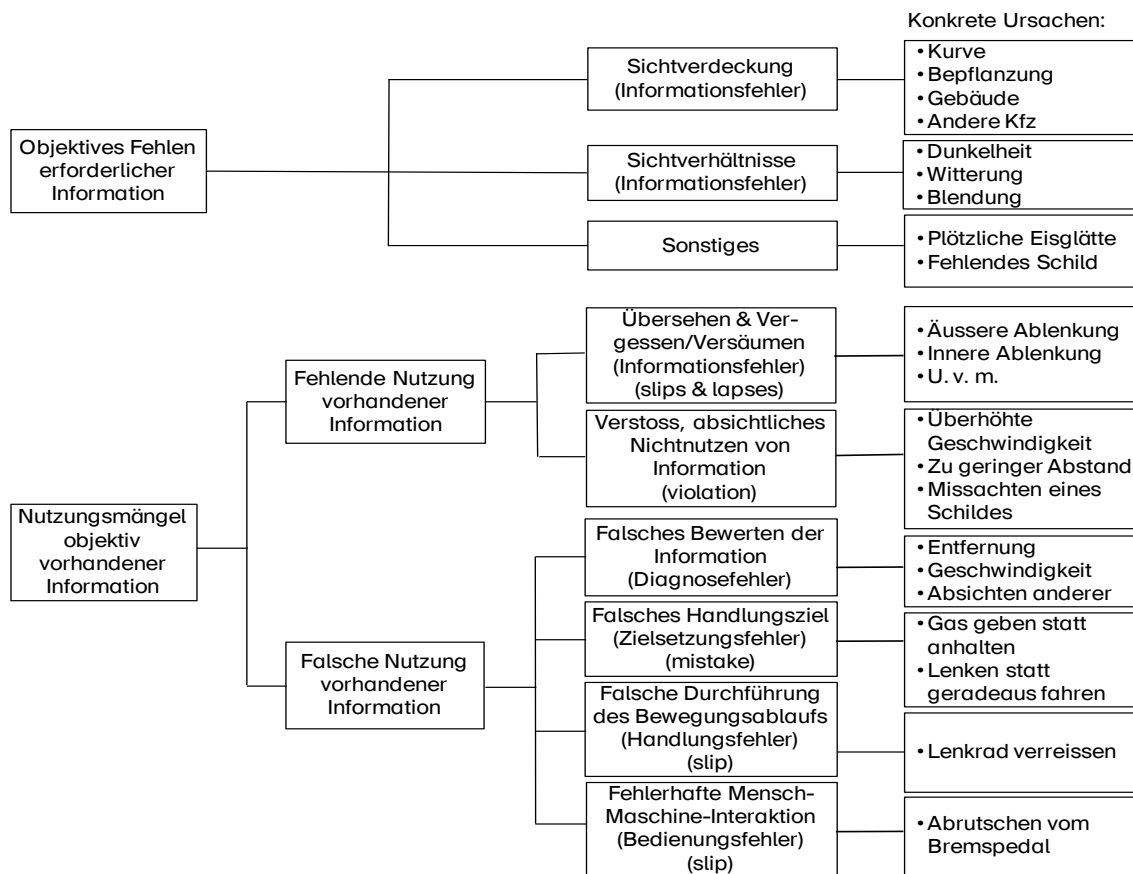 Konkrete Ursachen:
Objektives Fehlen
erforderlicher
Information
Sichtverdeckung
(Informationsfehler)
• Kurve
• Bepflanzung
• Gebäude
• Andere Kfz
Sichtverhältnisse
(Informationsfehler)
• Dunkelheit
• Witterung
• Blendung
Sonstiges
• Plötzliche Eisglätte
• Fehlendes Schild
Nutzungsmängel
objektiv
vorhandener
Information
Fehlende Nutzung
vorhandener
Information
Übersehen & Ver-
gessen/Versäumen
(Informationsfehler)
(slips & lapses)
• Äussere Ablenkung
• Innere Ablenkung
• U. v. m.
Verstoss, absichtliches
Nichtnutzen von
Information
(violation)
• Überhöhte
Geschwindigkeit
• Zu geringer Abstand
• Missachten eines
Schildes
Falsche Nutzung
vorhandener
Information
Falsches Bewerten der
Information
(Diagnosefehler)
• Entfernung
• Geschwindigkeit
• Absichten anderer
Falsches Handlungsziel
(Zielsetzungsfehler)
(mistake)
• Gas geben statt
anhalten
• Lenken statt
geradeaus fahren
Falsche Durchführung
des Bewegungsablaufs
(Handlungsfehler)
(slip)
• Lenkrad verreissen
Fehlerhafte Mensch-
Maschine-Interaktion
(Bedienungsfehler)
(slip)
• Abrutschen vom
Bremspedal